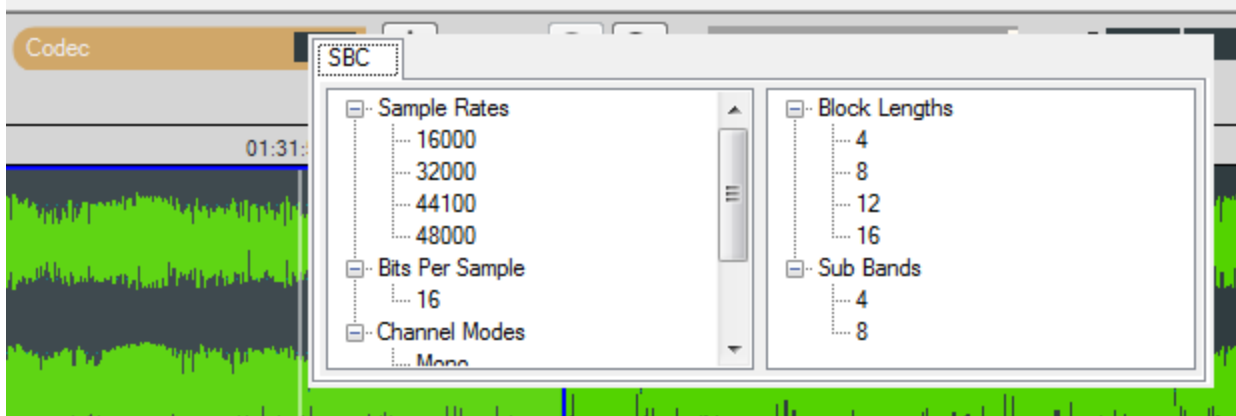 Codec
SBC
Sample Rates
16000
32000
44100
48000
Bits Per Sample
16
Channel Modes
Mono
Block Lengths
4
8
12
16
Sub Bands
4
8
01:31: